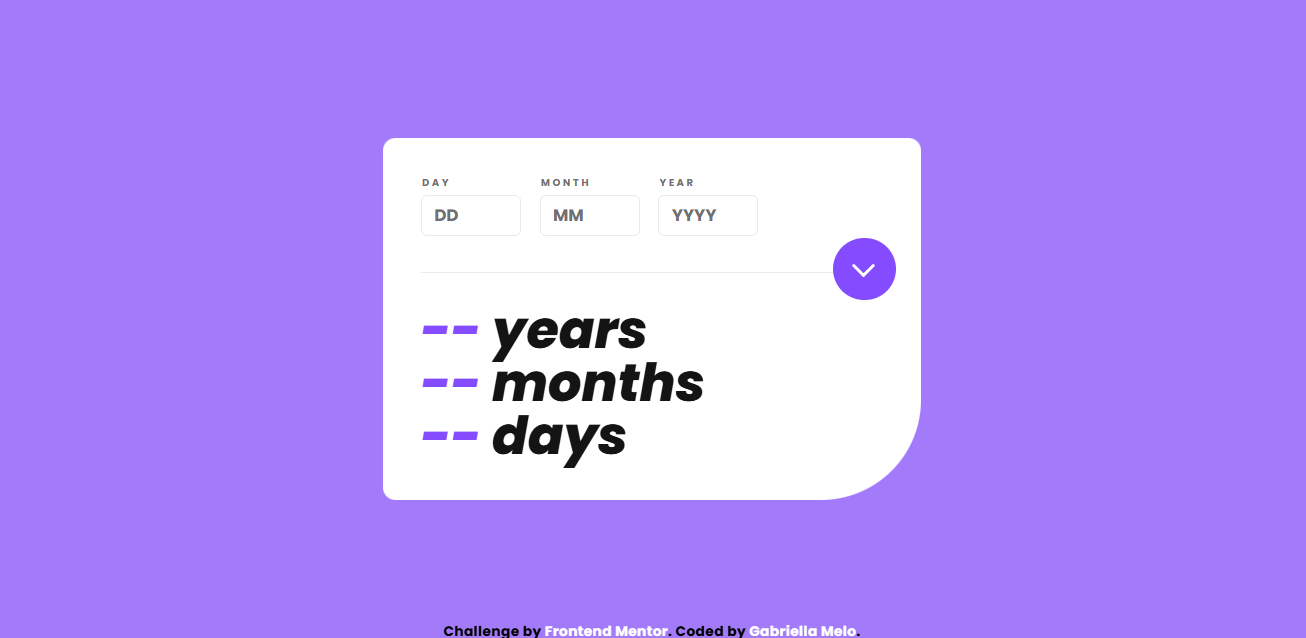 DAY MONTH YEAR
DD MM YYYY
-- years
-- months
-- days
Challenge by Frontend Mentor. Coded by Gabriella Melo.